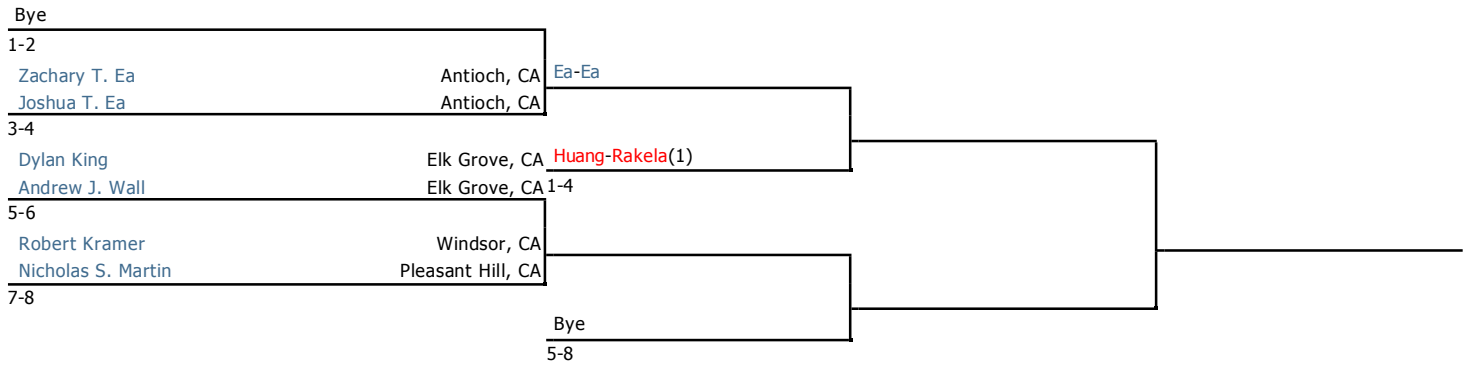 Bye
1-2
Zachary T. Ea Antioch, CA
Ea-Ea
Joshua T. Ea Antioch, CA
3-4
Dylan King Elk Grove, CA
Huang-Rakela(1)
Andrew J. Wall Elk Grove, CA
1-4
5-6
Robert Kramer Windsor, CA
Nicholas S. Martin Pleasant Hill, CA
7-8
Bye
5-8